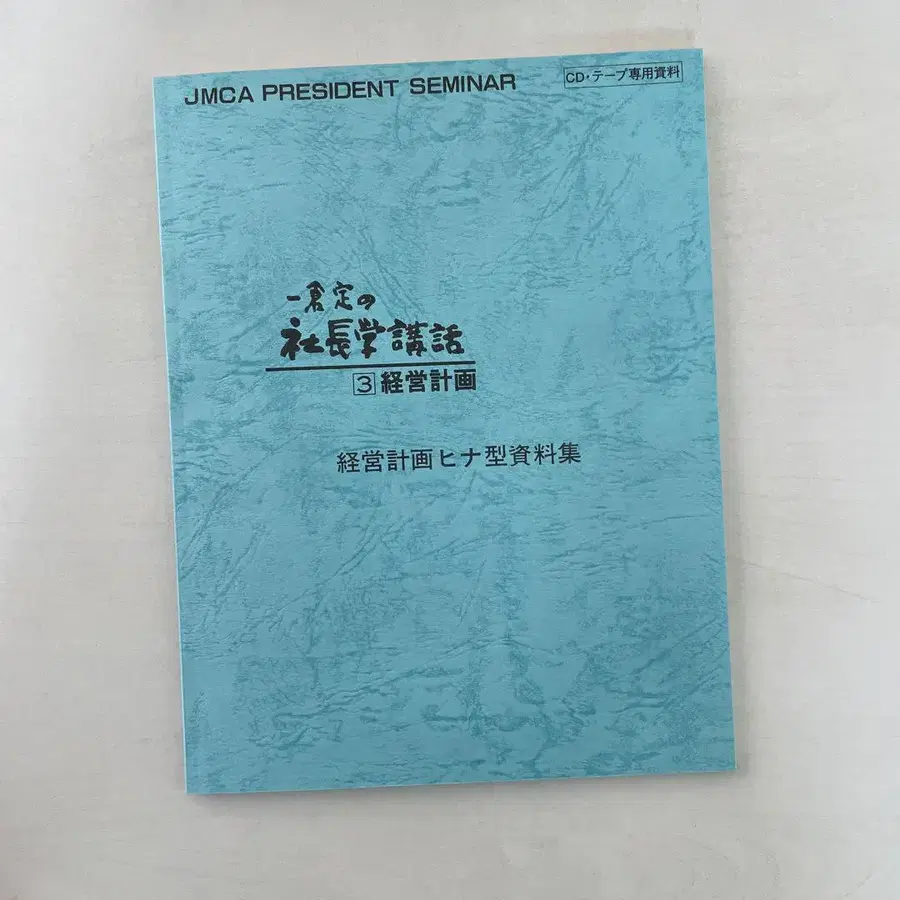 JMCA PRESIDENT SEMINAR
CD・テープ専用資料
一倉定の
社長学講話
3 経営計画
経営計画ヒナ型資料集